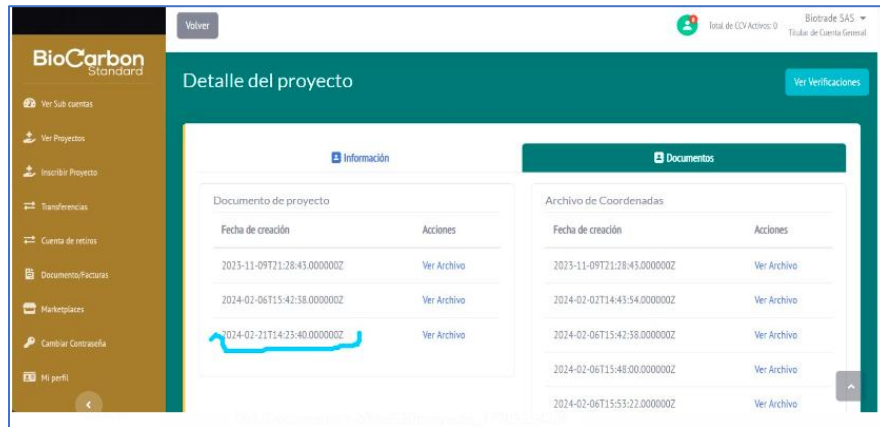 Volver
Total de CCV Activos: 0
Biotrade SAS
Titular de Cuenta General
BioCarbon
Standard
Ver Sub cuentas
Ver Proyectos
Inscribir Proyecto
Transferencias
Cuenta de retiros
Documento/Facturas
Marketplaces
Cambiar Contraseña
Mi perfil
Detalle del proyecto
Ver Verificaciones
Información
Documentos
Documento de proyecto
Fecha de creación Acciones
2023-11-09T21:28:43.000000Z Ver Archivo
2024-02-06T15:42:38.000000Z Ver Archivo
2024-02-21T14:23:40.000000Z Ver Archivo
Archivo de Coordenadas
Fecha de creación Acciones
2023-11-09T21:28:43.000000Z Ver Archivo
2024-02-02T14:43:54.000000Z Ver Archivo
2024-02-06T15:42:38.000000Z Ver Archivo
2024-02-06T15:48:00.000000Z Ver Archivo
2024-02-06T15:53:22.000000Z Ver Archivo